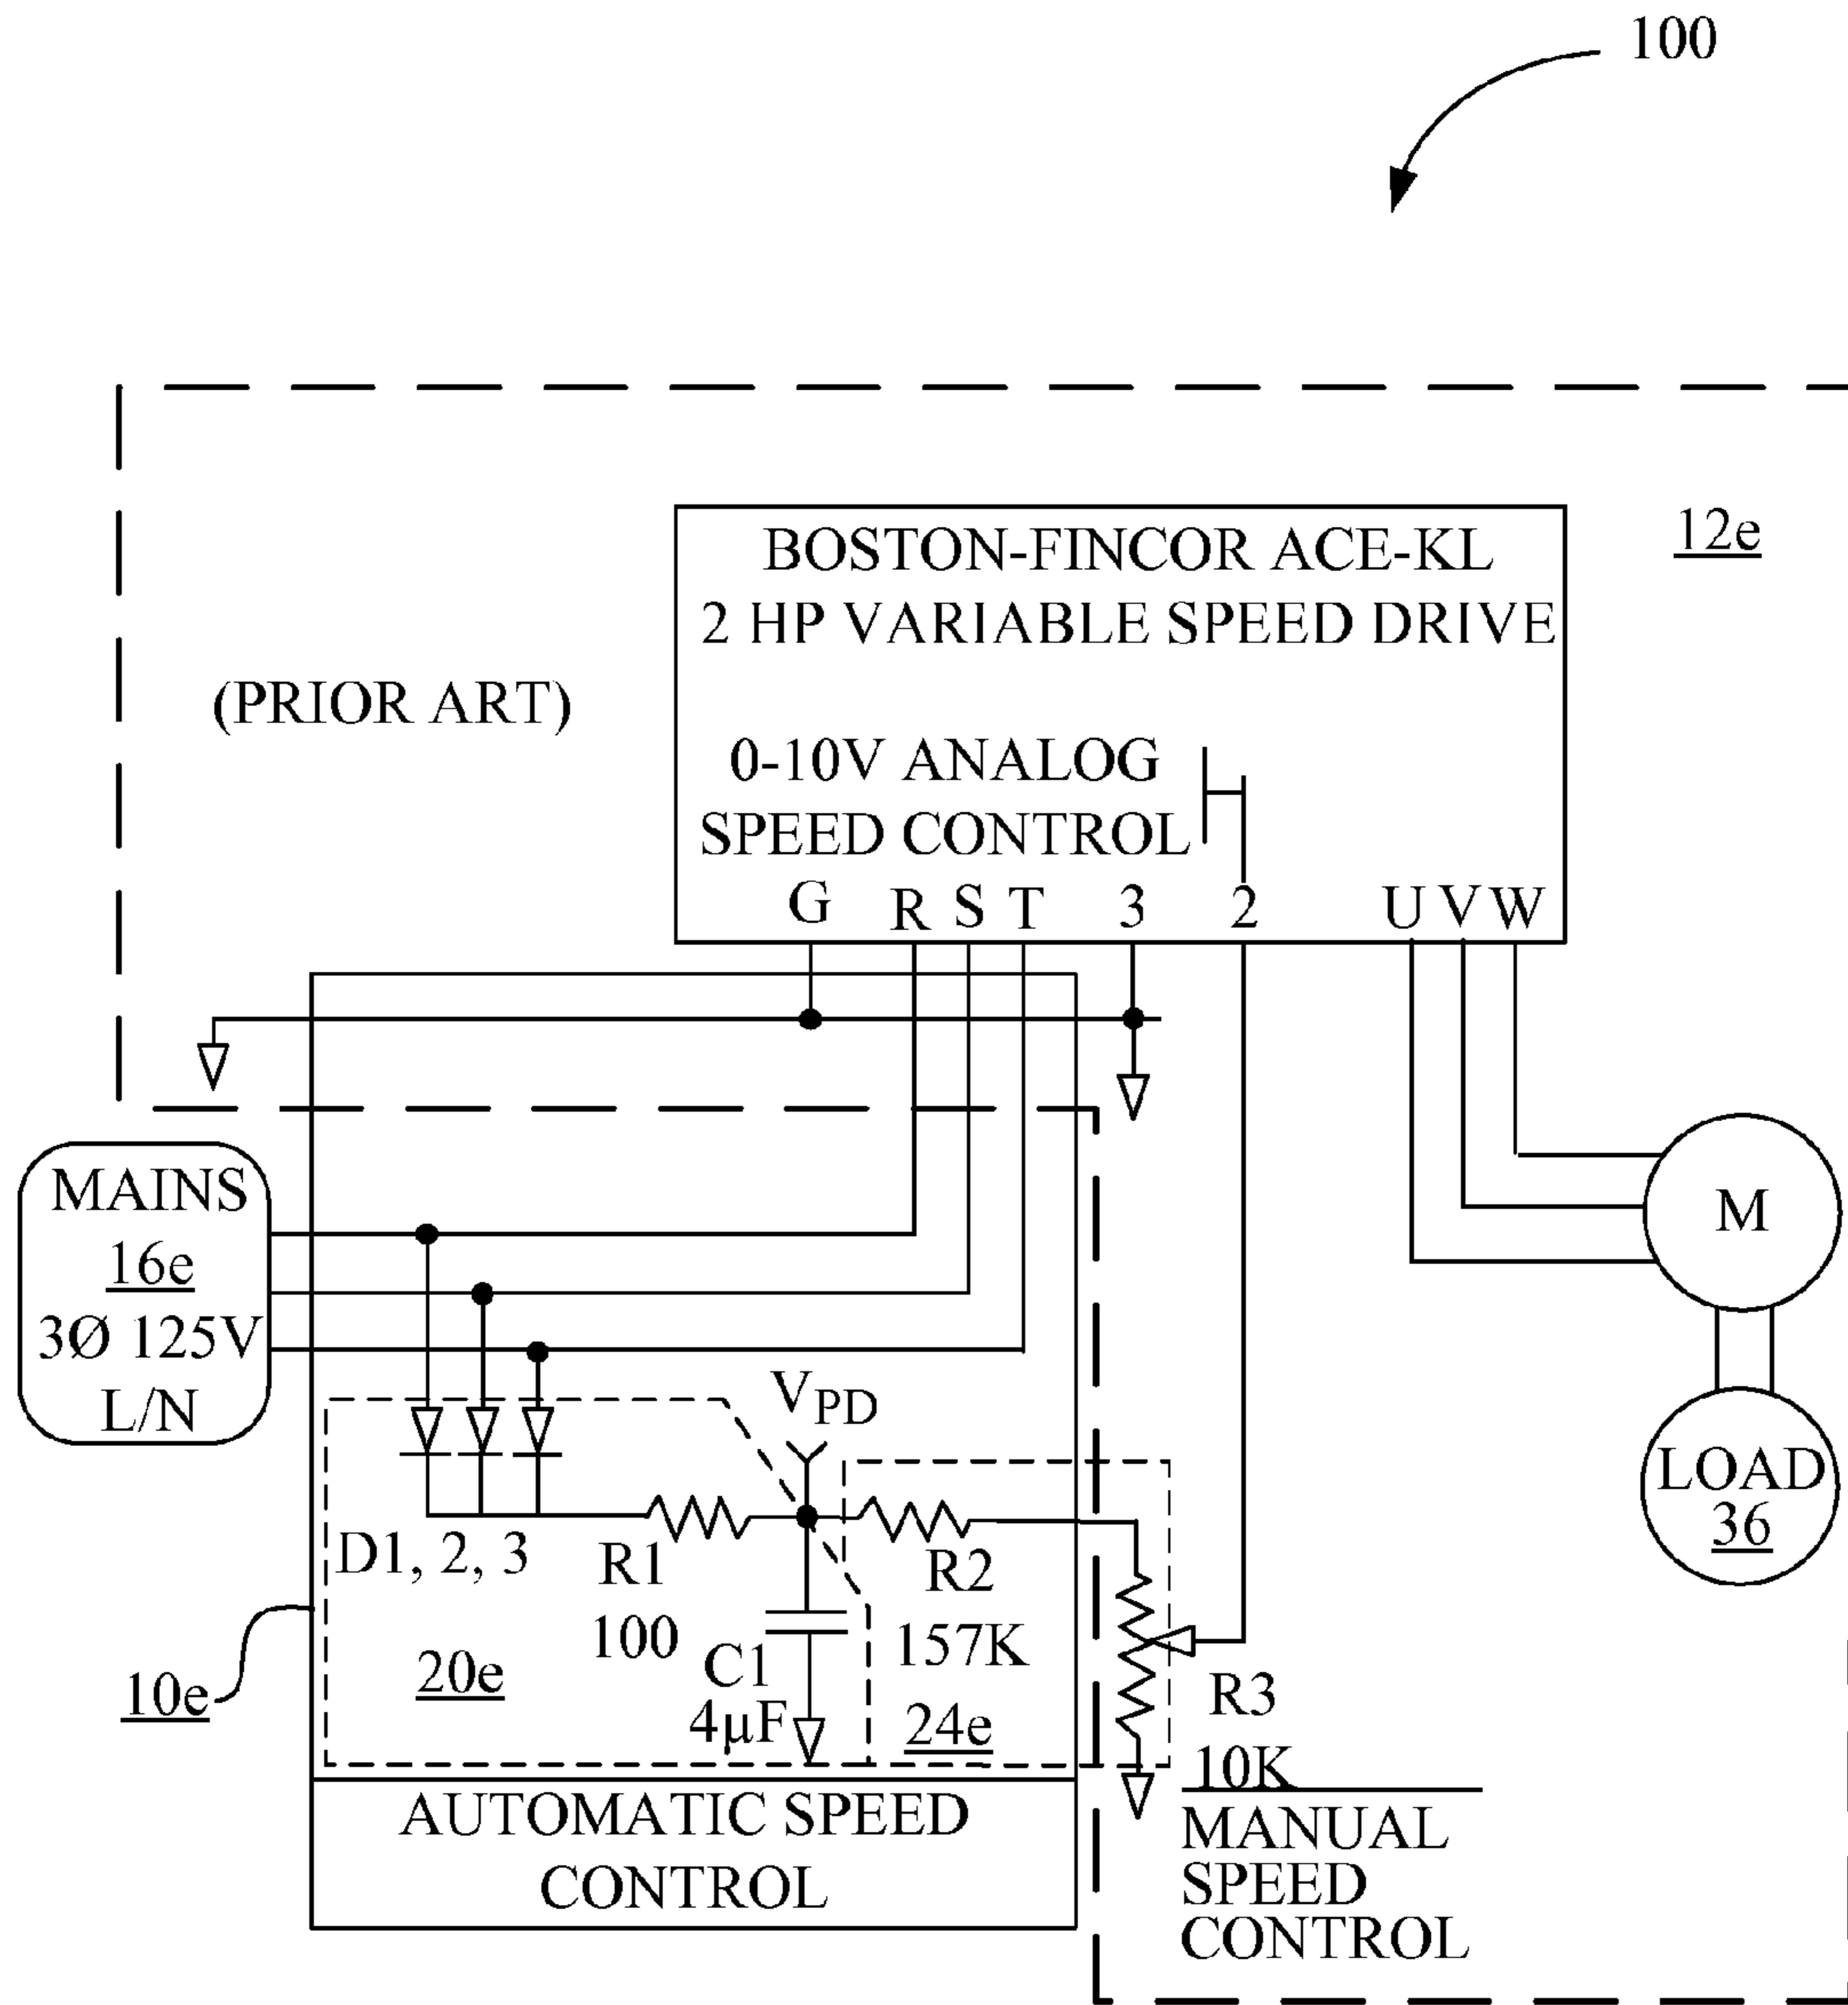 100
12e
BOSTON-FINCOR ACE-KL
2 HP VARIABLE SPEED DRIVE
(PRIOR ART)
0-10V ANALOG
SPEED CONTROL
G R S T 3 2 U V W
MAINS
16e
3Ø 125V
L/N
M
LOAD
36
V_PD
D1, 2, 3
R1
100
R2
157K
C1
4µF
20e
24e
10e
R3
10K
MANUAL
SPEED
CONTROL
AUTOMATIC SPEED
CONTROL